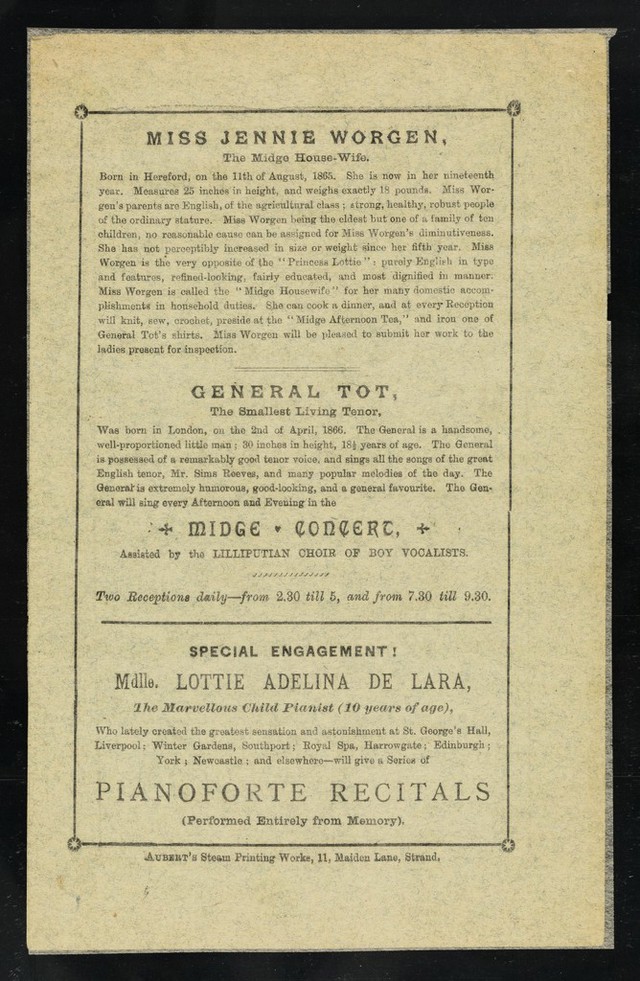 MISS JENNIE WORGEN,
The Midge House-Wife.
Born in Hereford, on the 11th of August, 1865. She is now in her nineteenth
year. Measures 25 inches in height, and weighs exactly 18 pounds. Miss Wor-
gen's parents are English, of the agricultural class; strong, healthy, robust people
of the ordinary stature. Miss Worgen being the eldest but one of a family of ten
children, no reasonable cause can be assigned for Miss Worgen's diminutiveness.
She has not perceptibly increased in size or weight since her fifth year. Miss
Worgen is the very opposite of the "Princess Lottie": purely English in type
and features, refined-looking, fairly educated, and most dignified in manner.
Miss Worgen is called the "Midge Housewife" for her many domestic accom-
plishments in household duties. She can cook a dinner, and at every Reception
will knit, sew, crochet, preside at the "Midge Afternoon Tea," and iron one of
General Tot's shirts. Miss Worgen will be pleased to submit her work to the
ladies present for inspection.
GENERAL TOT,
The Smallest Living Tenor,
Was born in London, on the 2nd of April, 1866. The General is a handsome,
well-proportioned little man; 30 inches in height, 18½ years of age. The General
is possessed of a remarkably good tenor voice, and sings all the songs of the great
English tenor, Mr. Sims Reeves, and many popular melodies of the day. The
General is extremely humorous, good-looking, and a general favourite. The Gen-
eral will sing every Afternoon and Evening in the
MIDGE CONCERT,
Assisted by the LILLIPUTIAN CHOIR OF BOY VOCALISTS.
Two Receptions daily—from 2.30 till 5, and from 7.30 till 9.30.
SPECIAL ENGAGEMENT!
Mdlle. LOTTIE ADELINA DE LARA,
The Marvellous Child Pianist (10 years of age),
Who lately created the greatest sensation and astonishment at St. George's Hall,
Liverpool; Winter Gardens, Southport; Royal Spa, Harrowgate; Edinburgh;
York; Newcastle; and elsewhere—will give a Series of
PIANOFORTE RECITALS
(Performed Entirely from Memory).
AUBERT'S Steam Printing Works, 11, Maiden Lane, Strand.